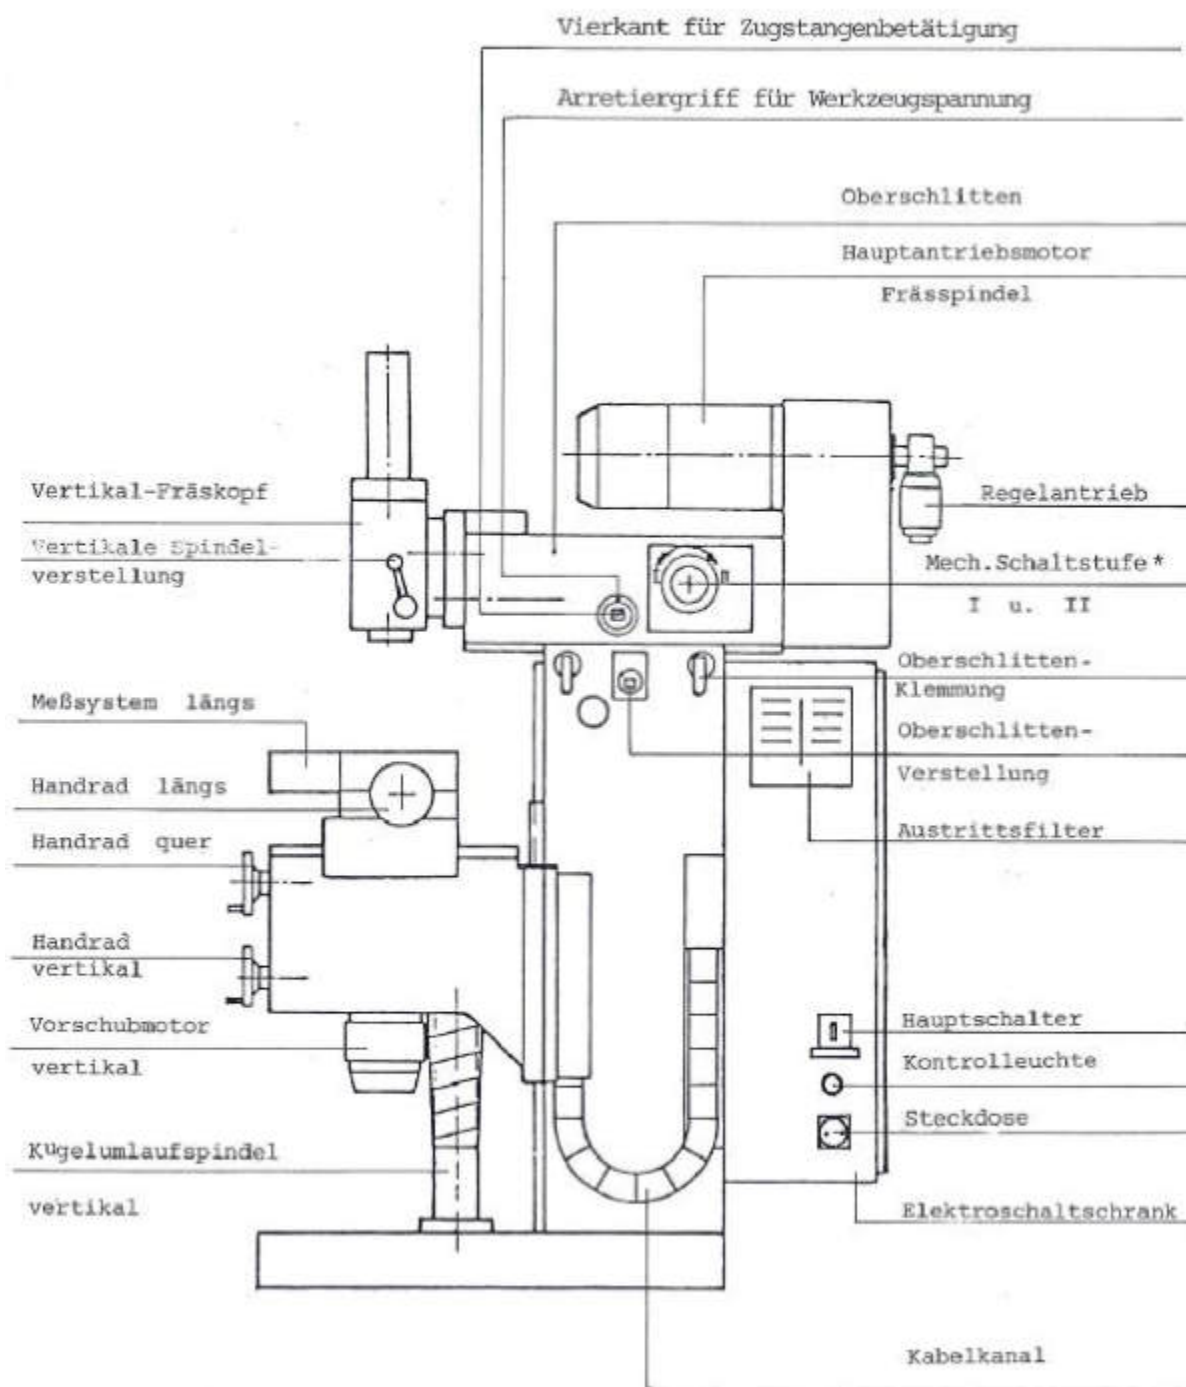 Vierkant für Zugstangenbetätigung
Arretiergriff für Werkzeugspannung
Oberschlitten
Hauptantriebsmotor
Frässpindel
Vertikal-Fräskopf
Vertikale Spindel-
verstellung
Regelantrieb
Mech.Schaltstufe*
I u. II
I
II
Oberschlitten-
Klemmung
Oberschlitten-
Verstellung
Austrittsfilter
Meßsystem längs
Handrad längs
Handrad quer
Handrad
vertikal
Vorschubmotor
vertikal
Kugelumlaufspindel
vertikal
Hauptschalter
Kontrolleuchte
Steckdose
Elektroschaltschrank
Kabelkanal